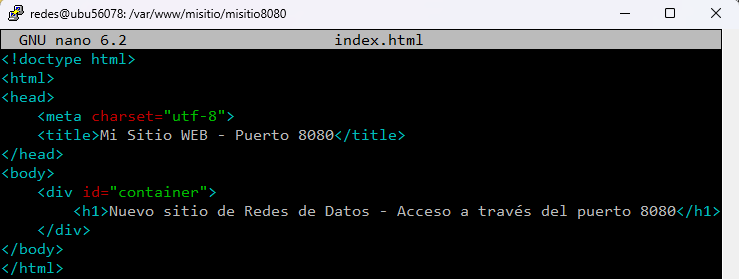 redes@ubu56078: /var/www/misitio/misitio8080
GNU nano 6.2 index.html
<!doctype html>
<html>
<head>
    <meta charset="utf-8">
    <title>Mi Sitio WEB - Puerto 8080</title>
</head>
<body>
    <div id="container">
        <h1>Nuevo sitio de Redes de Datos - Acceso a través del puerto 8080</h1>
    </div>
</body>
</html>